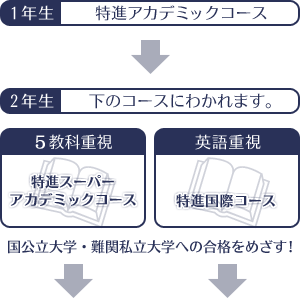 1年生 特進アカデミックコース
2年生 下のコースにわかれます。
5教科重視
特進スーパー
アカデミックコース
英語重視
特進国際コース
国公立大学・難関私立大学への合格をめざす!